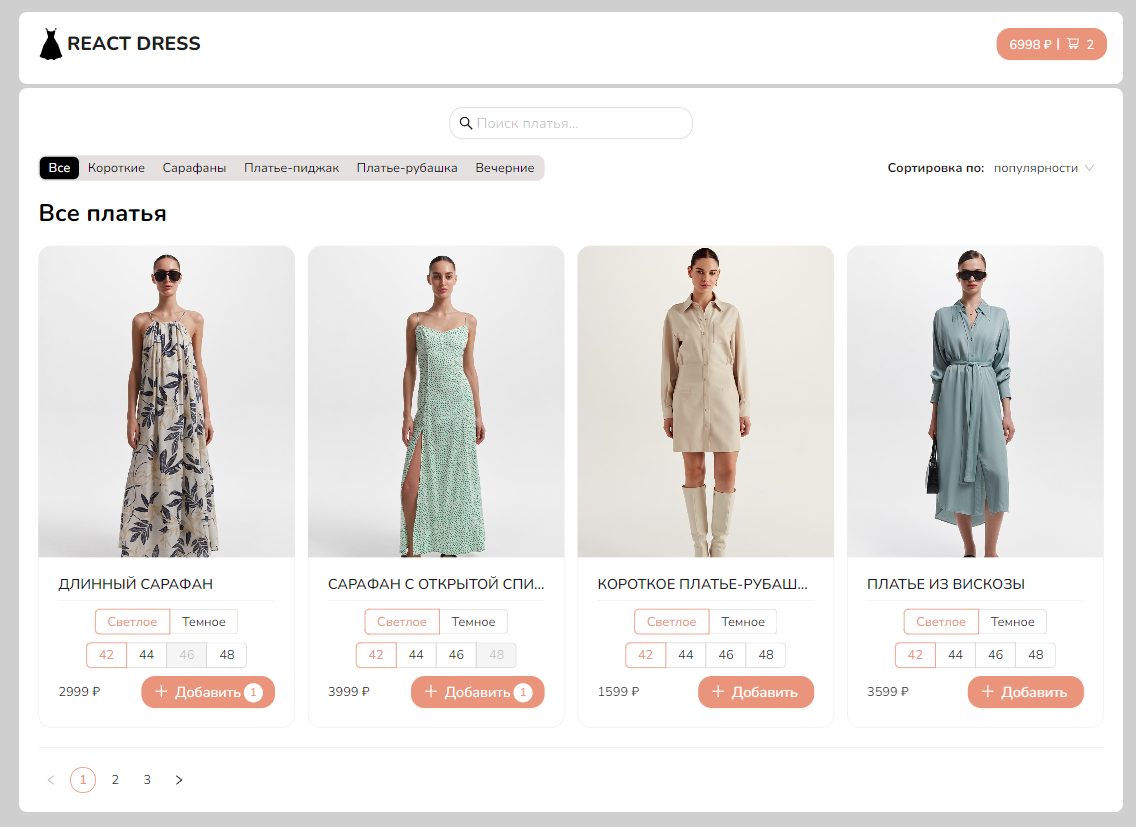 REACT DRESS
6998 ₽ | 2
Поиск платья...
Все Короткие Сарафаны Платье-пиджак Платье-рубашка Вечерние
Сортировка по: популярности
Все платья
ДЛИННЫЙ САРАФАН
Светлое Темное
42 44 46 48
2999 ₽ + Добавить 1
САРАФАН С ОТКРЫТОЙ СПИ...
Светлое Темное
42 44 46 48
3999 ₽ + Добавить 1
КОРОТКОЕ ПЛАТЬЕ-РУБАШ...
Светлое Темное
42 44 46 48
1599 ₽ + Добавить
ПЛАТЬЕ ИЗ ВИСКОЗЫ
Светлое Темное
42 44 46 48
3599 ₽ + Добавить
< 1 2 3 >